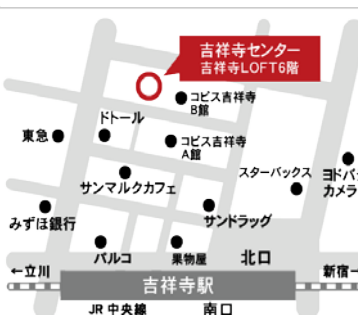 吉祥寺センター
吉祥寺LOFT6階
コピス吉祥寺
B館
ドトール
東急
コピス吉祥寺
A館
スターバックス
ヨドバ
カメラ
サンマルクカフェ
みずほ銀行
サンドラッグ
パルコ
果物屋
北口
←立川
新宿
吉祥寺駅
JR 中央線
南口